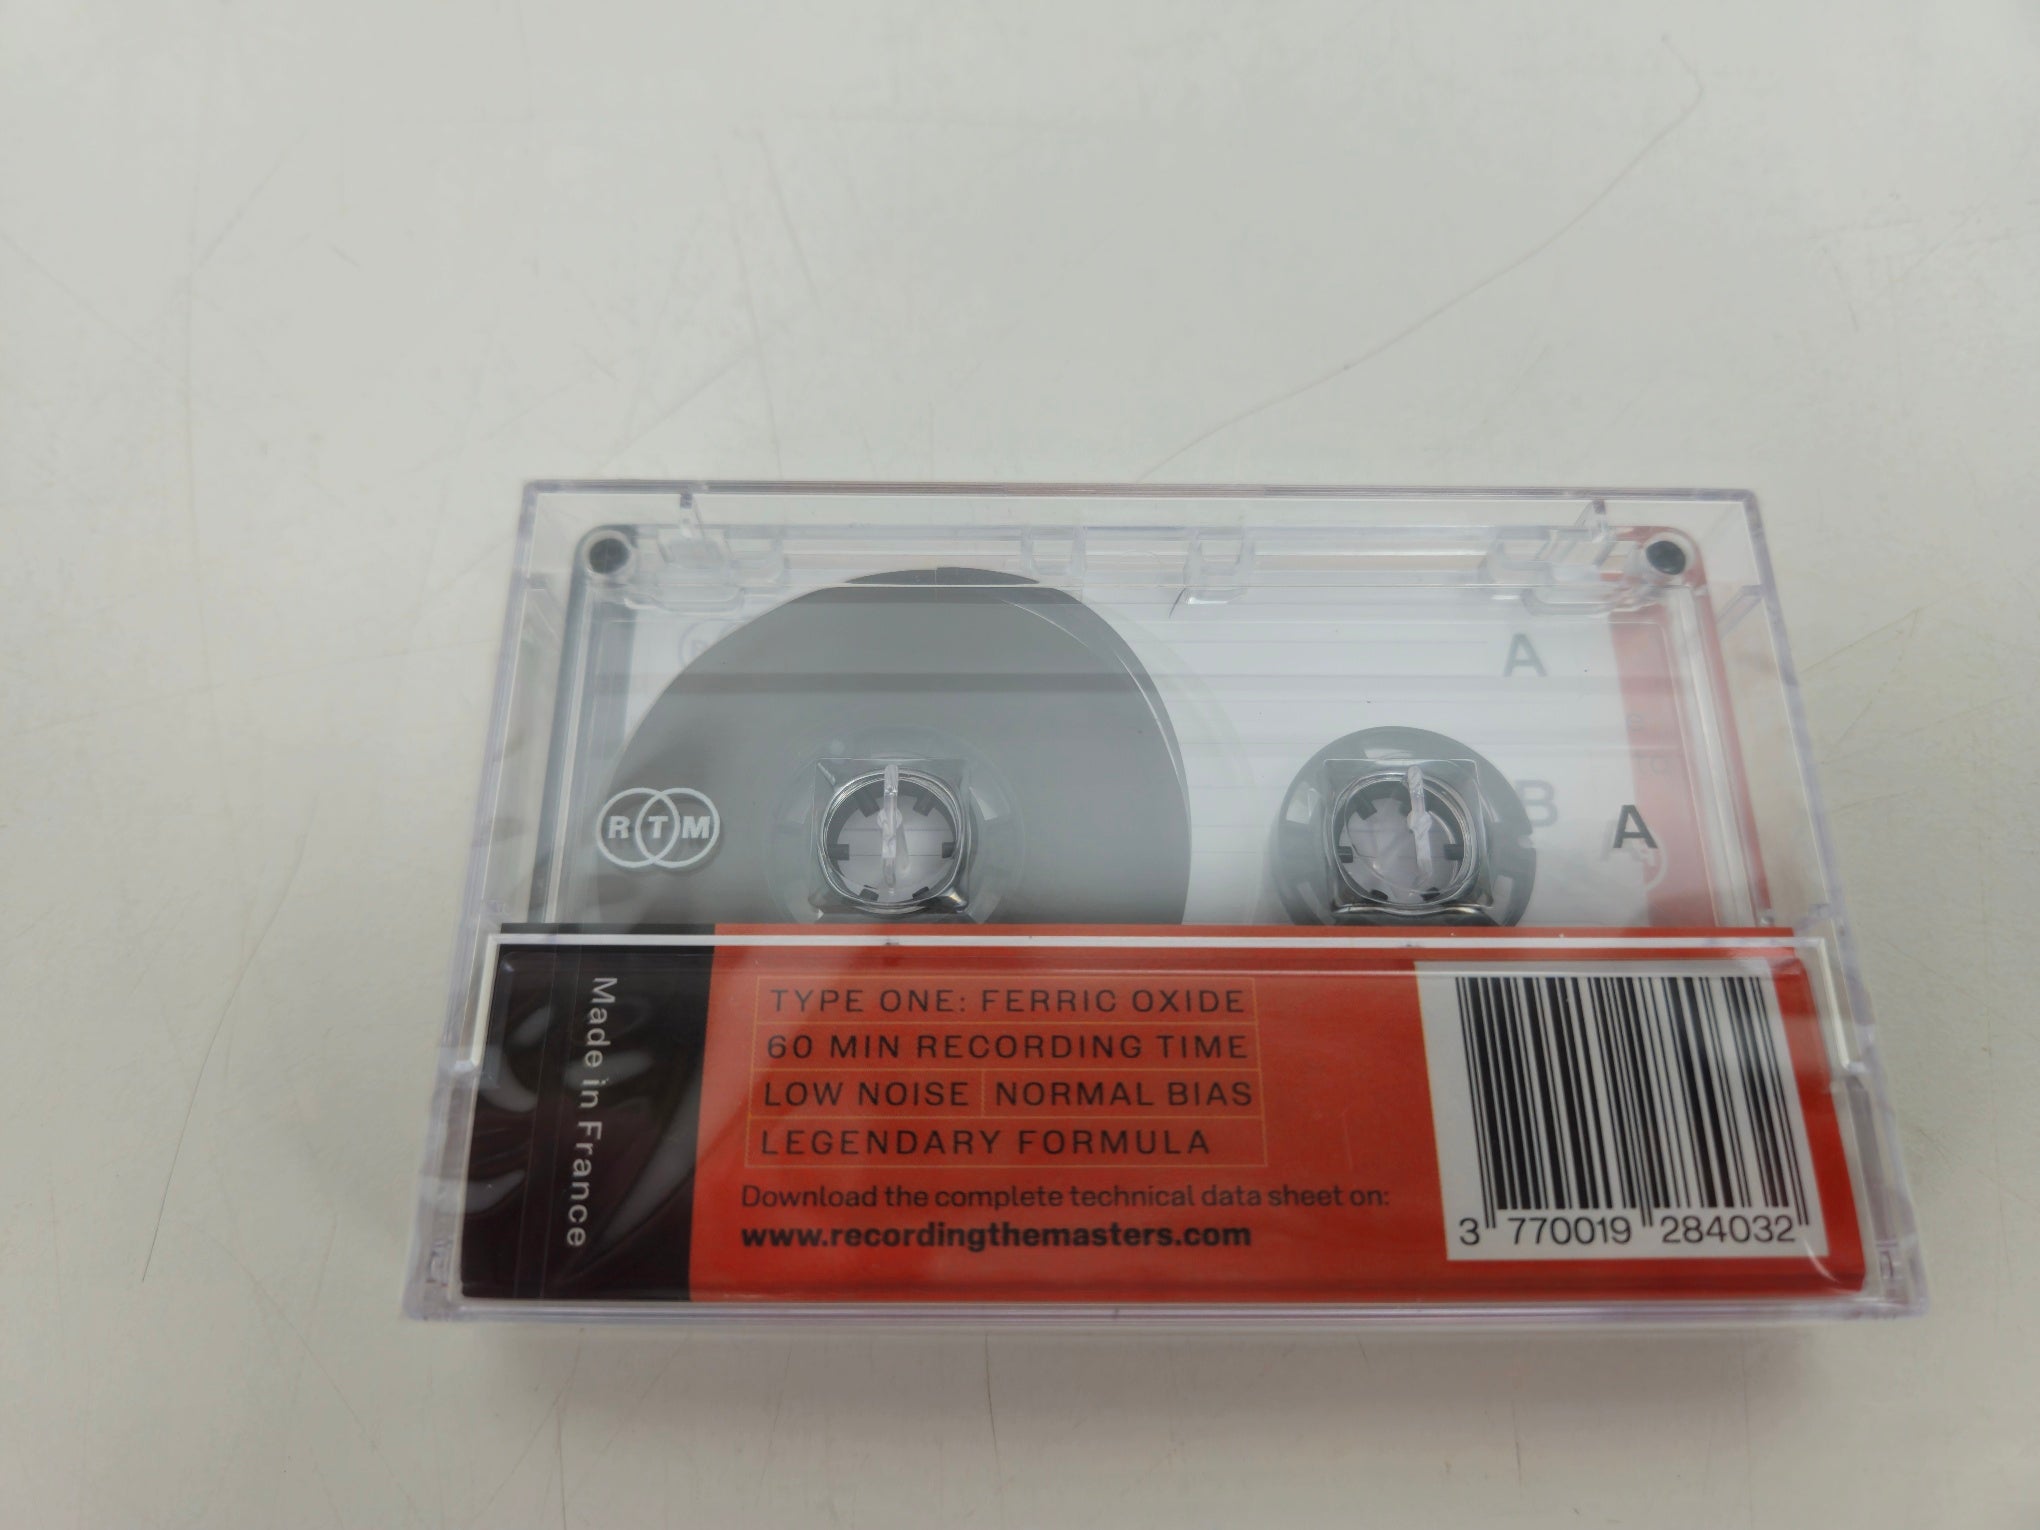 A
RTM
B
A
Made in France
TYPE ONE: FERRIC OXIDE
60 MIN RECORDING TIME
LOW NOISE NORMAL BIAS
LEGENDARY FORMULA
Download the complete technical data sheet on:
www.recordingthemasters.com
3 770019 284032